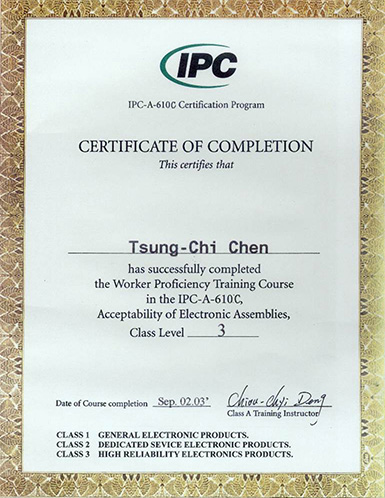 IPC
IPC-A-610C Certification Program
CERTIFICATE OF COMPLETION
This certifies that
Tsung-Chi Chen
has successfully completed
the Worker Proficiency Training Course
in the IPC-A-610C,
Acceptability of Electronic Assemblies,
Class Level 3
Date of Course completion Sep. 02.03'
Class A Training Instructor
CLASS 1 GENERAL ELECTRONIC PRODUCTS.
CLASS 2 DEDICATED SEVICE ELECTRONIC PRODUCTS.
CLASS 3 HIGH RELIABILITY ELECTRONICS PRODUCTS.